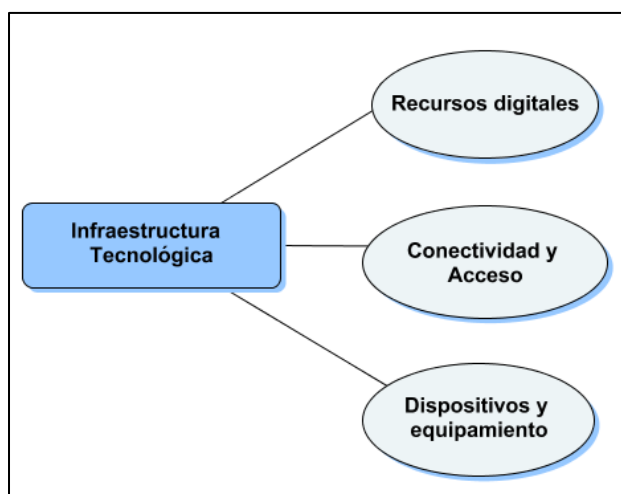 Recursos digitales
Infraestructura
Tecnológica
Conectividad y
Acceso
Dispositivos y
equipamiento